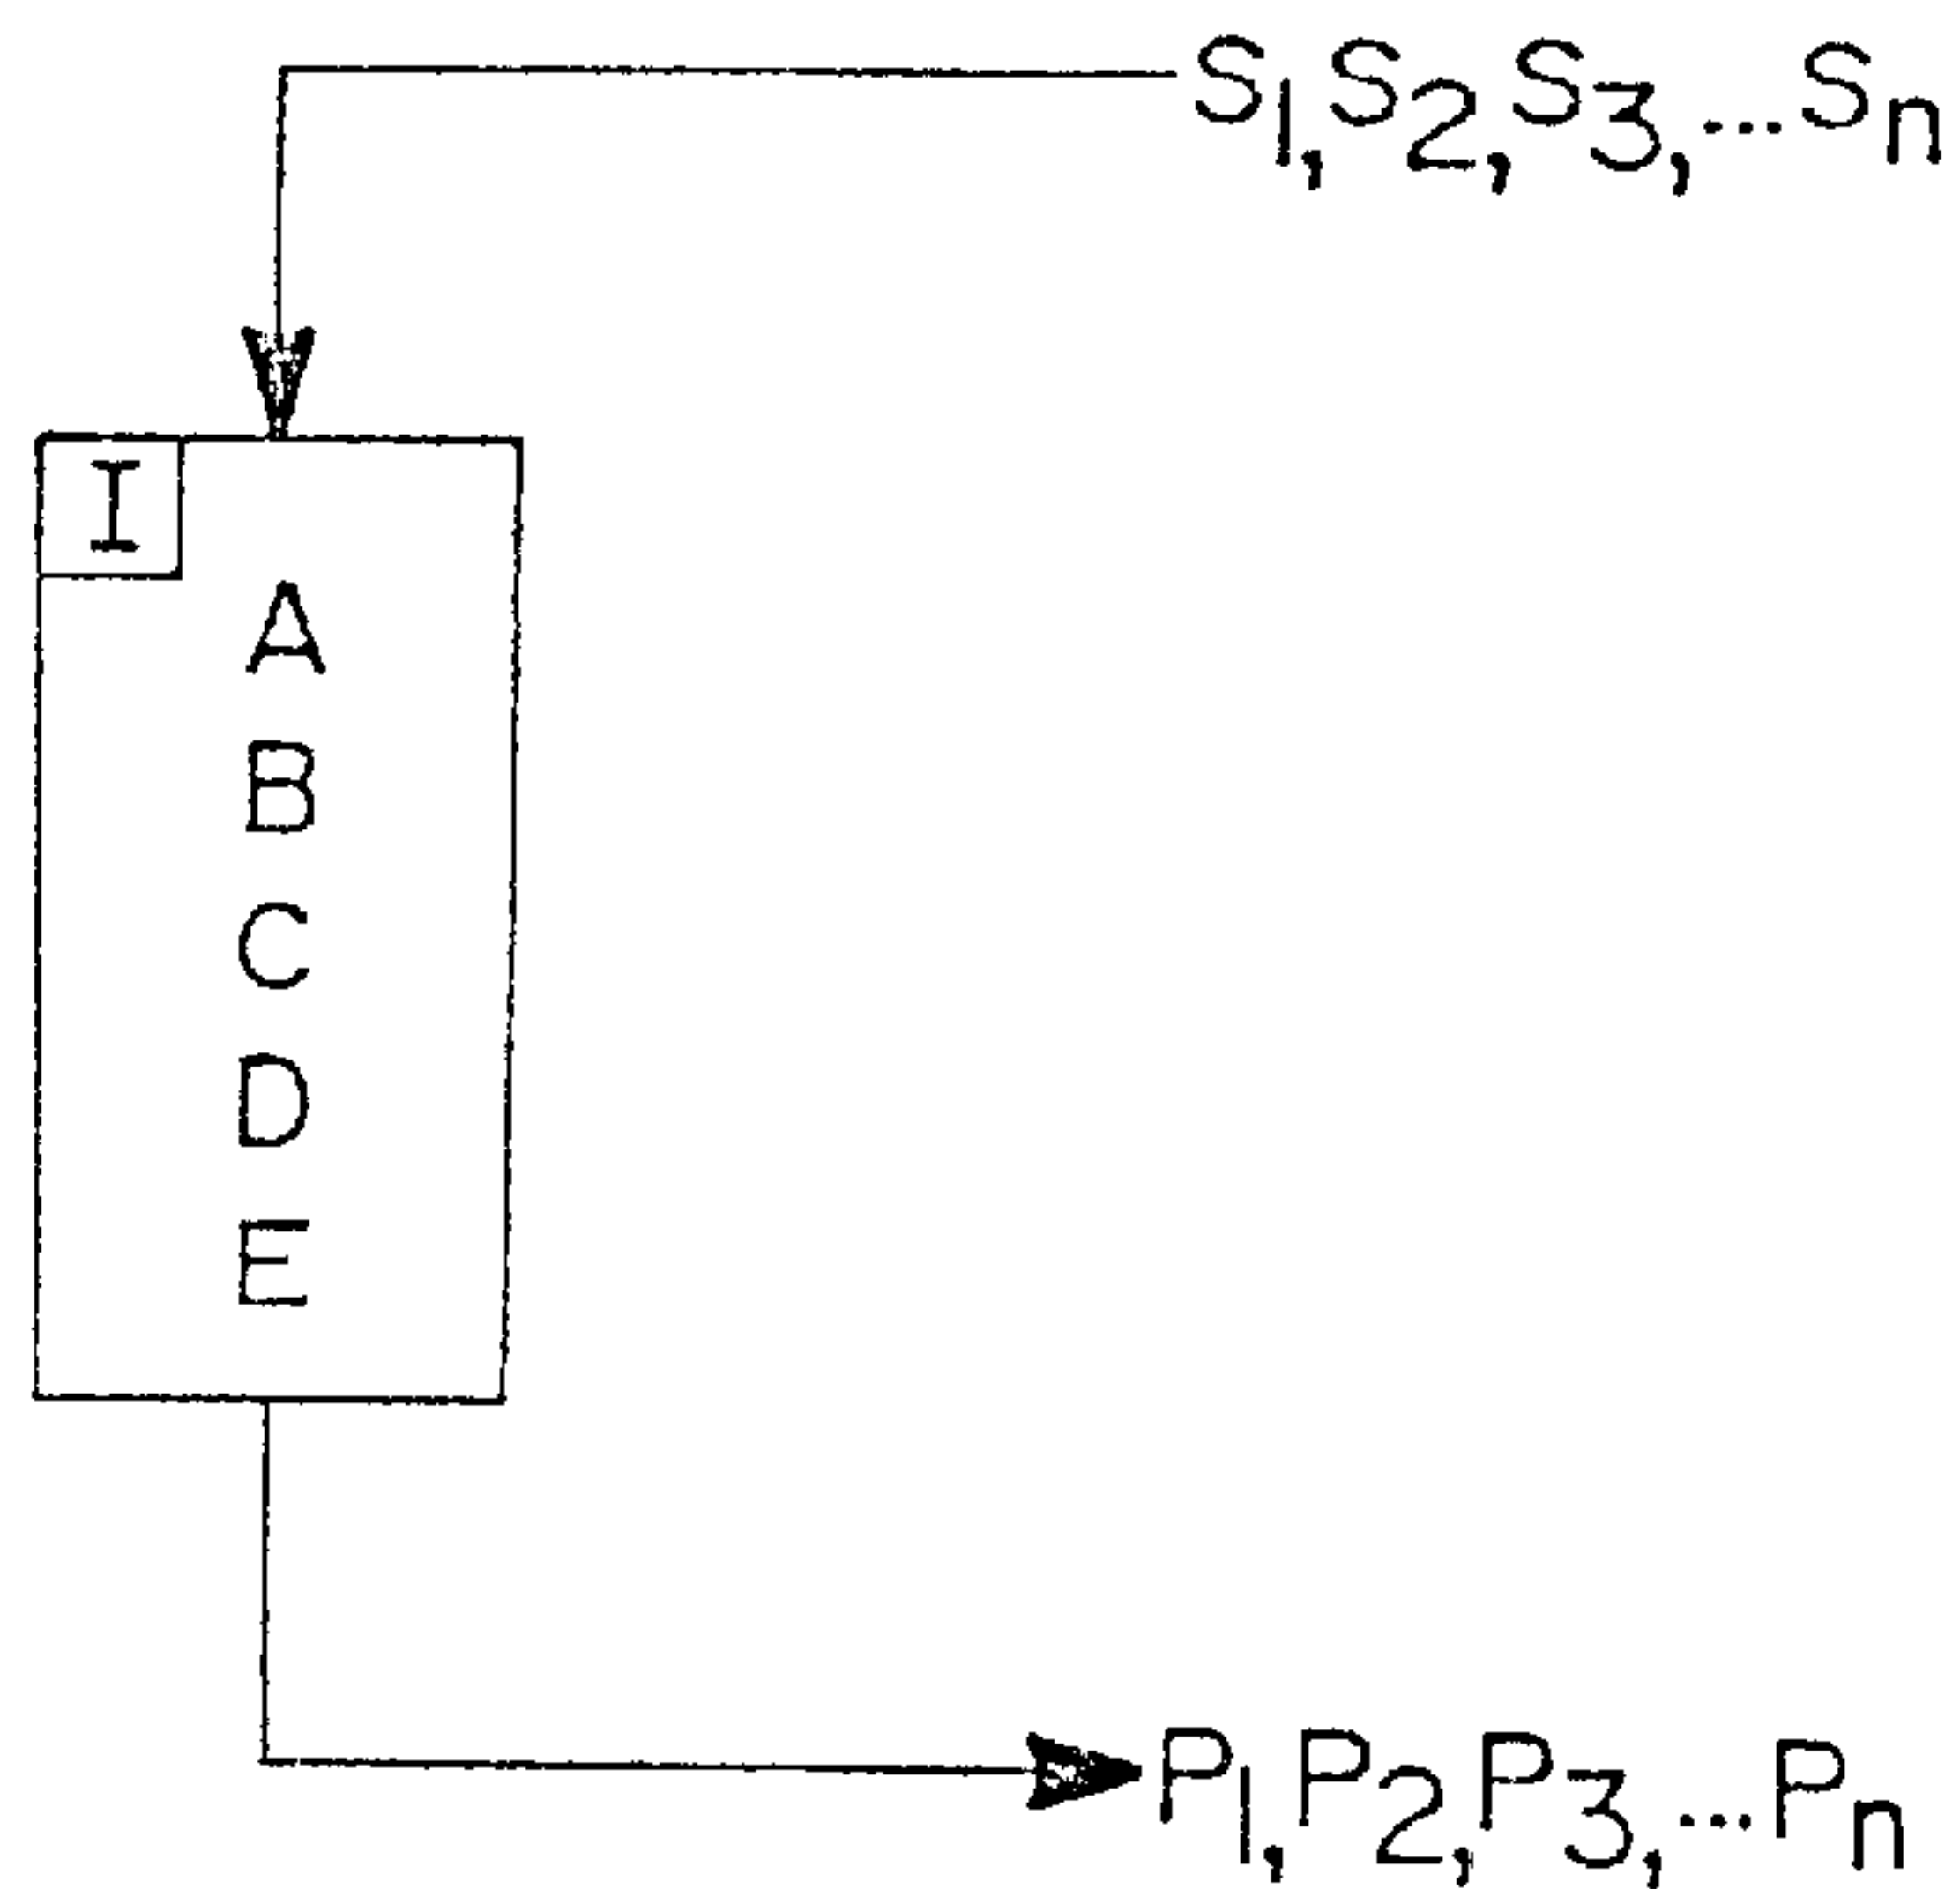 S1,S2,S3,...Sn
I
A
B
C
D
E
P1,P2,P3,...Pn